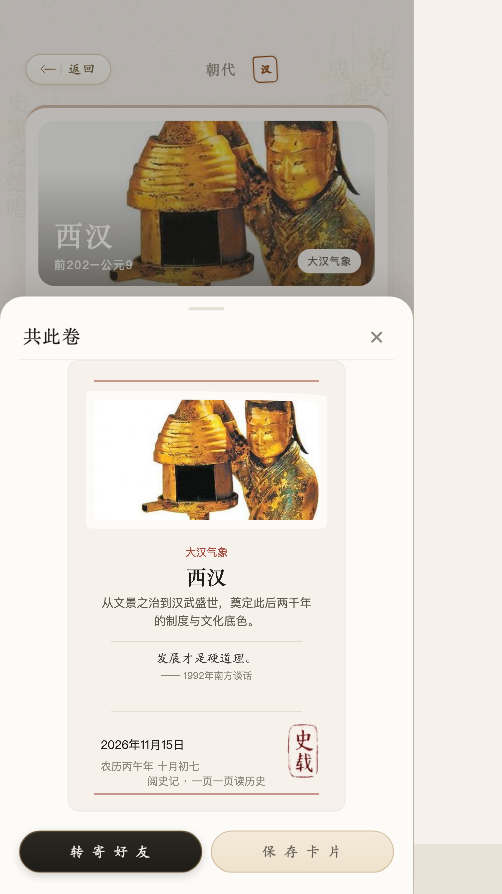 返回
朝代
汉
西汉
前202—公元9
大汉气象
共此卷
大汉气象
西汉
从文景之治到汉武盛世，奠定此后两千年
的制度与文化底色。
发展才是硬道理。
—— 1992年南方谈话
2026年11月15日
农历丙午年 十月初七
阅史记 · 一页一页读历史
史载
转寄好友
保存卡片